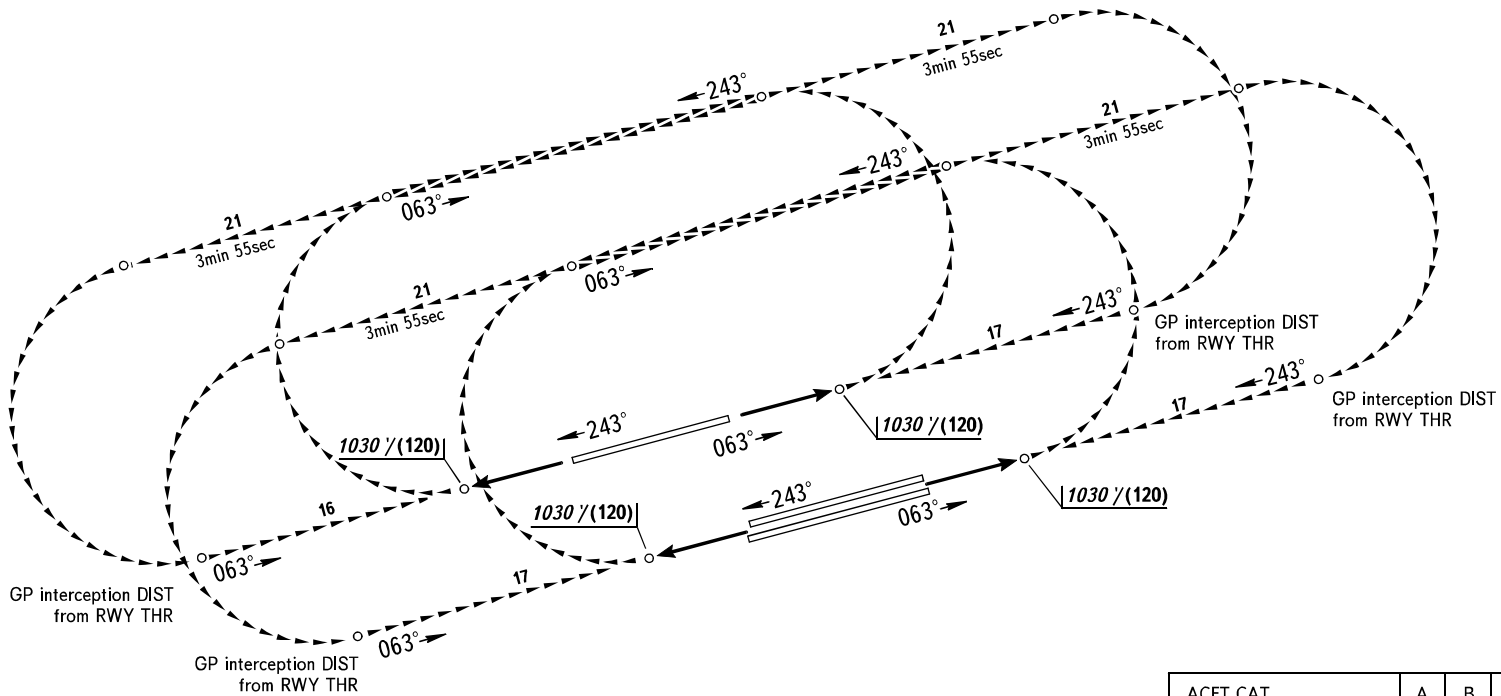 21
3min 55sec
243°
21
3min 55sec
243°
21
3min 55sec
063°
21
3min 55sec
063°
243°
17
GP interception DIST
from RWY THR
243°
17
GP interception DIST
from RWY THR
243°
063°
1030'/(120)
1030'/(120)
243°
063°
1030'/(120)
1030'/(120)
16
063°
GP interception DIST
from RWY THR
17
063°
GP interception DIST
from RWY THR
ACFT CAT A B